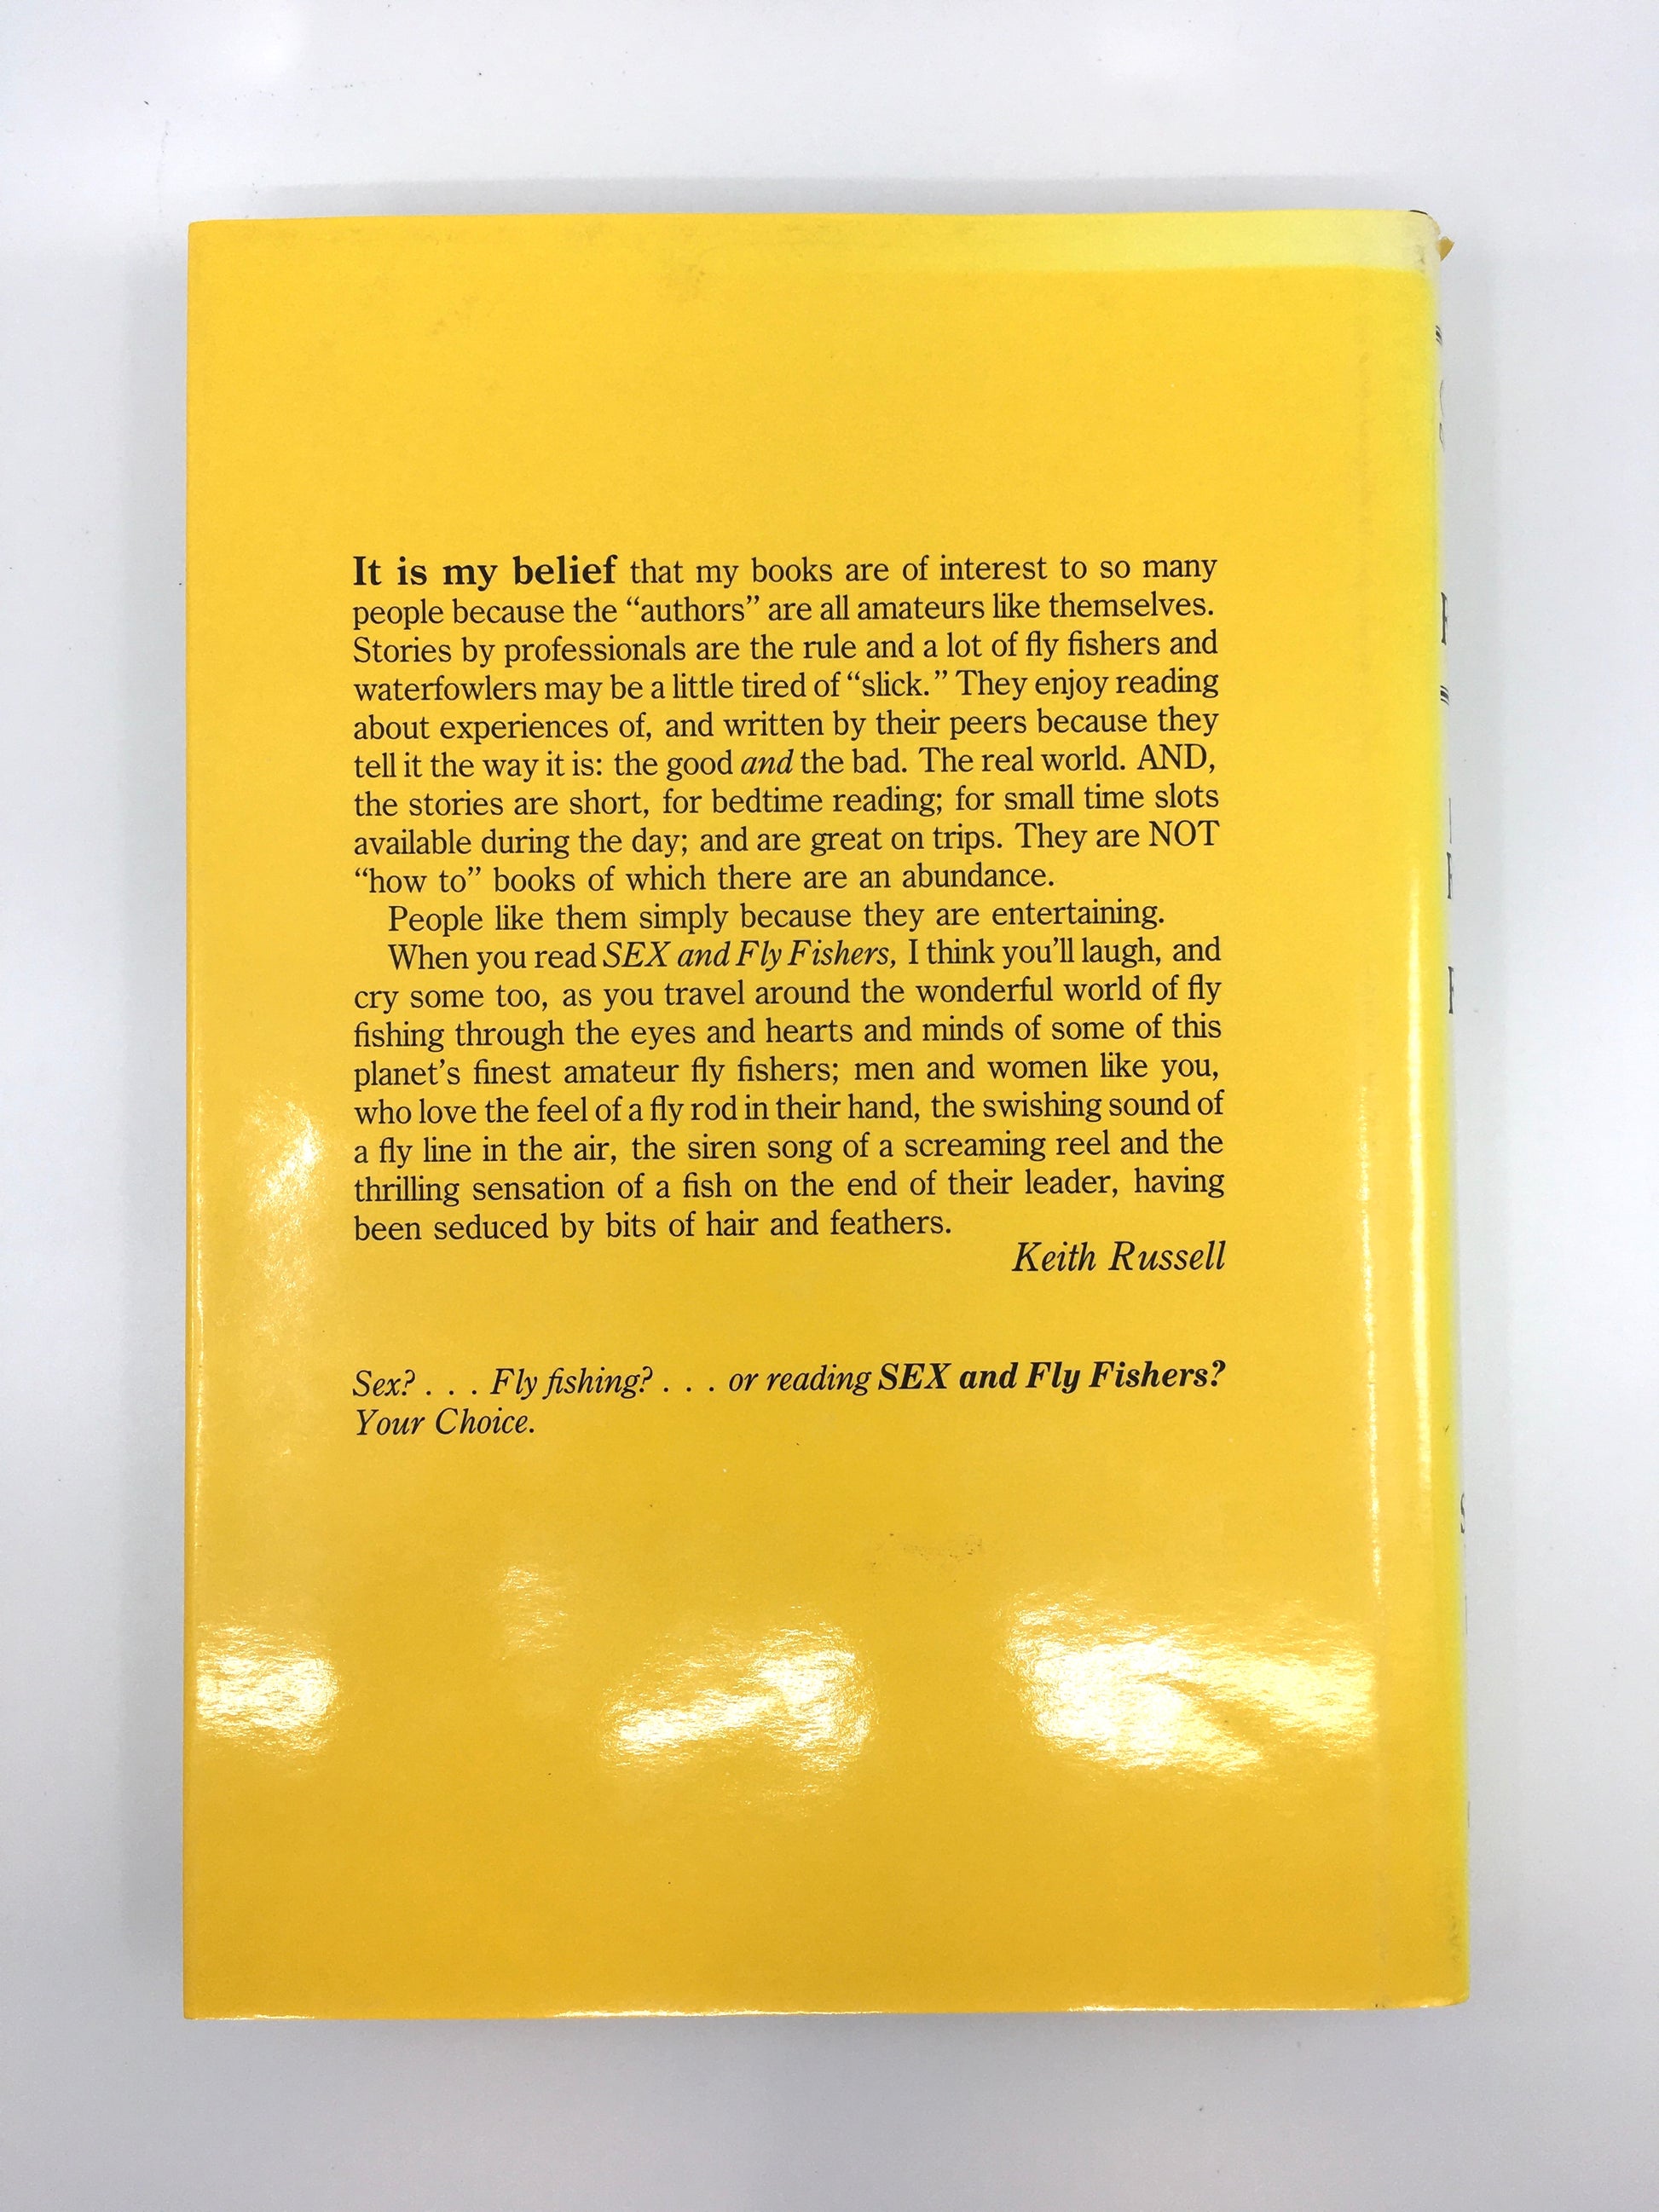 It is my belief that my books are of interest to so many
people because the “authors” are all amateurs like themselves.
Stories by professionals are the rule and a lot of fly fishers and
waterfowlers may be a little tired of “slick.” They enjoy reading
about experiences of, and written by their peers because they
tell it the way it is: the good and the bad. The real world. AND,
the stories are short, for bedtime reading; for small time slots
available during the day; and are great on trips. They are NOT
“how to” books of which there are an abundance.
People like them simply because they are entertaining.
When you read SEX and Fly Fishers, I think you’ll laugh, and
cry some too, as you travel around the wonderful world of fly
fishing through the eyes and hearts and minds of some of this
planet’s finest amateur fly fishers; men and women like you,
who love the feel of a fly rod in their hand, the swishing sound of
a fly line in the air, the siren song of a screaming reel and the
thrilling sensation of a fish on the end of their leader, having
been seduced by bits of hair and feathers.
Keith Russell
Sex? . . . Fly fishing? . . . or reading SEX and Fly Fishers?
Your Choice.